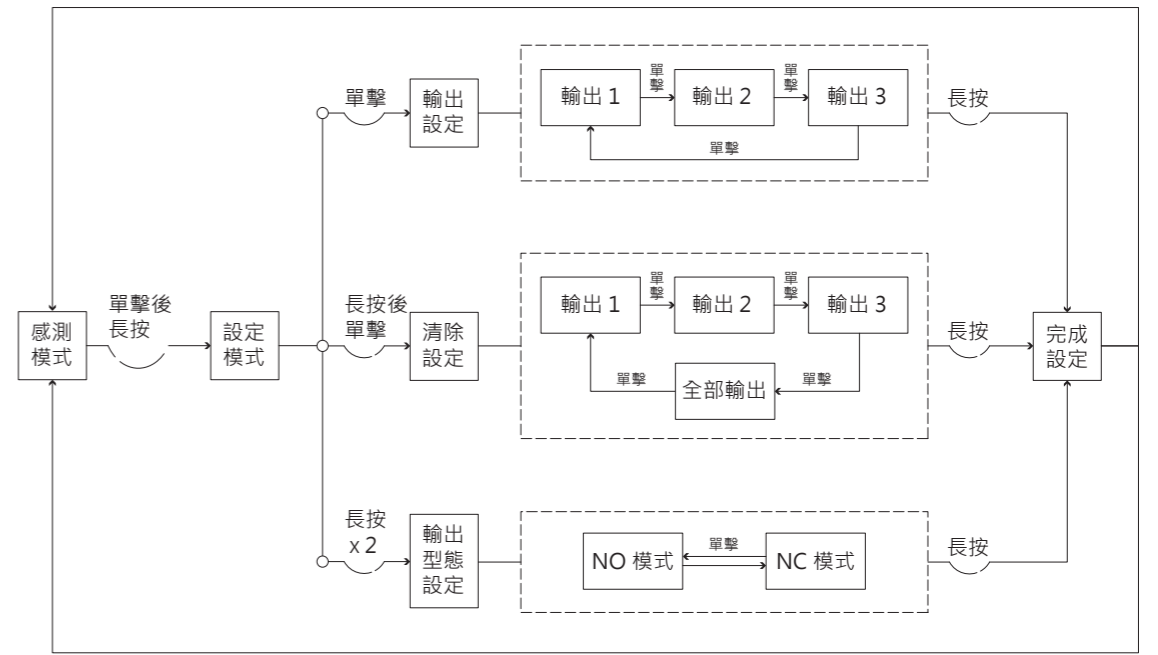 單擊
輸出
設定
輸出 1
單擊
輸出 2
單擊
輸出 3
單擊
長按
感測
模式
單擊後
長按
設定
模式
長按後
單擊
清除
設定
輸出 1
單擊
輸出 2
單擊
輸出 3
單擊
全部輸出
單擊
長按
完成
設定
長按
x 2
輸出
型態
設定
NO 模式
單擊
NC 模式
長按